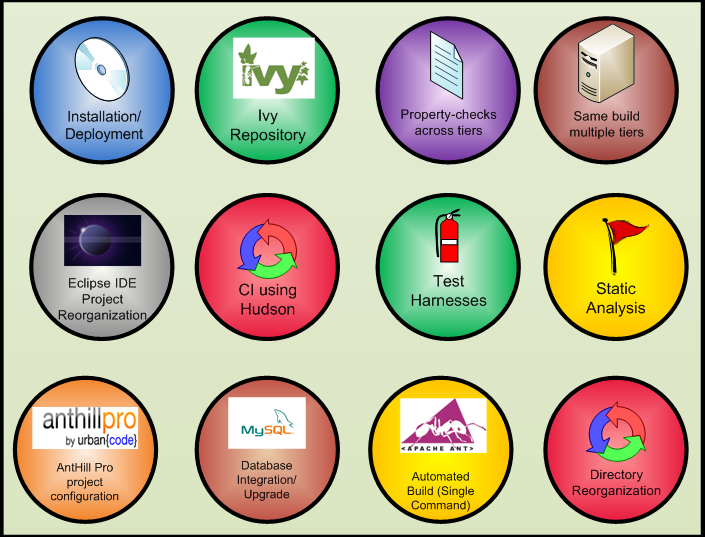 Installation/
Deployment
ivy
Ivy
Repository
Property-checks
across tiers
Same build
multiple tiers
Eclipse IDE
Project
Reorganization
CI using
Hudson
Test
Harnesses
Static
Analysis
anthillpro
by urban{code}
AntHill Pro
project
configuration
MySQL
Database
Integration/
Upgrade
<APACHE ANT>
Automated
Build (Single
Command)
Directory
Reorganization